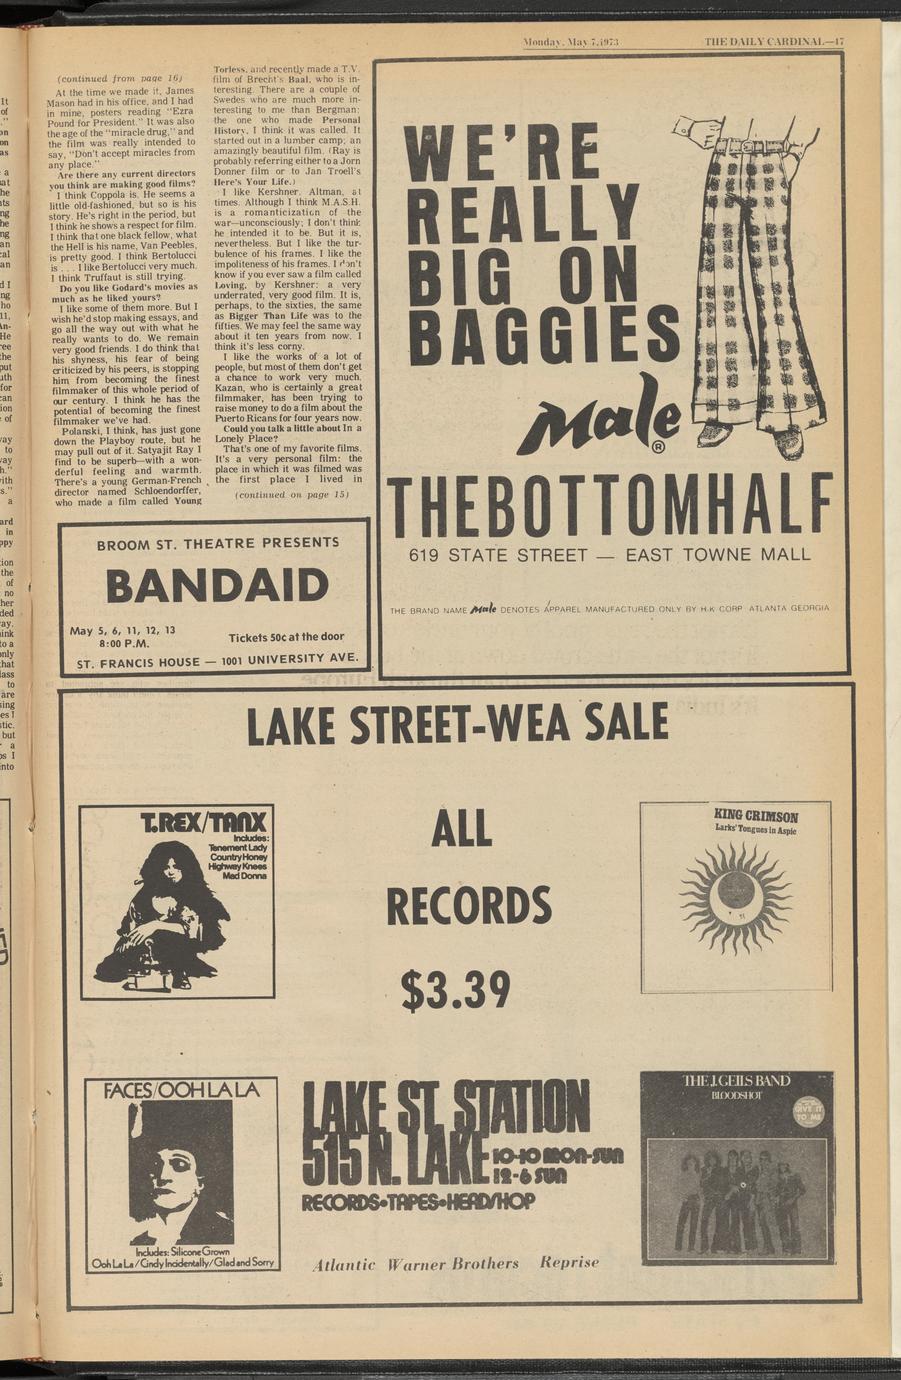 Monday, May 7, 1973
THE DAILY CARDINAL—17
(continued from page 16)
At the time we made it, James
Mason had in his office, and I had
in mine, posters reading "Ezra
Pound for President." It was also
the age of the "miracle drug," and
the film was really intended to
say, "Don't accept miracles from
any place."
Are there any current directors
you think are making good films?
I think Coppola is. He seems a
little old-fashioned, but so is his
story. He's right in the period, but
I think he shows a respect for film.
I think that one black fellow, what
the Hell is his name, Van Peebles,
is pretty good. I think Bertolucci
is . . . I like Bertolucci very much.
I think Truffaut is still trying.
Do you like Godard's movies as
much as he liked yours?
I like some of them more. But I
wish he'd stop making essays, and
go all the way out with what he
really wants to do. We remain
very good friends. I do think that
his shyness, his fear of being
criticized by his peers, is stopping
him from becoming the finest
filmmaker of this whole period of
our century. I think he has the
potential of becoming the finest
filmmaker we've had.
Polanski, I think, has just gone
down the Playboy route, but he
may pull out of it. Satyajit Ray I
find to be superb—with a won-
derful feeling and warmth.
There's a young German-French
director named Schloendorffer,
who made a film called Young
Torless, and recently made a T.V.
film of Brecht's Baal, who is in-
teresting. There are a couple of
Swedes who are much more in-
teresting to me than Bergman:
the one who made Personal
History, I think it was called. It
started out in a lumber camp; an
amazingly beautiful film. (Ray is
probably referring either to a Jorn
Donner film or to Jan Troell's
Here's Your Life.)
I like Kershner, Altman, at
times. Although I think M.A.S.H.
is a romanticization of the
war—unconsciously; I don't think
he intended it to be. But it is,
nevertheless. But I like the tur-
bulence of his frames. I like the
impoliteness of his frames. I don't
know if you ever saw a film called
Loving, by Kershner: a very
underrated, very good film. It is,
perhaps, to the sixties, the same
as Bigger Than Life was to the
fifties. We may feel the same way
about it ten years from now. I
think it's less corny.
I like the works of a lot of
people, but most of them don't get
a chance to work very much.
Kazan, who is certainly a great
filmmaker, has been trying to
raise money to do a film about the
Puerto Ricans for four years now.
Could you talk a little about In a
Lonely Place?
That's one of my favorite films.
It's a very personal film: the
place in which it was filmed was
the first place I lived in
(continued on page 15)
WE'RE
REALLY
BIG ON
BAGGIES
Male®
THE BOTTOM HALF
619 STATE STREET — EAST TOWNE MALL
THE BRAND NAME Male DENOTES APPAREL MANUFACTURED ONLY BY H.K CORP ATLANTA GEORGIA
BROOM ST. THEATRE PRESENTS
BANDAID
May 5, 6, 11, 12, 13
8:00 P.M.
Tickets 50c at the door
ST. FRANCIS HOUSE — 1001 UNIVERSITY AVE.
LAKE STREET-WEA SALE
T.REX/TANX
Includes:
Tenement Lady
Country Honey
Highway Knees
Mad Donna
ALL
RECORDS
$3.39
KING CRIMSON
Larks' Tongues in Aspic
FACES/OOH LA LA
Includes: Silicone Grown
Ooh La La/Cindy Incidentally/Glad and Sorry
LAKE ST. STATION
515 N. LAKE
10-10 MON-SUN
12-6 SUN
RECORDS•TAPES•HEADSHOP
Atlantic Warner Brothers Reprise
THE J. GEILS BAND
BLOODSHOT
GIVE IT
TO ME